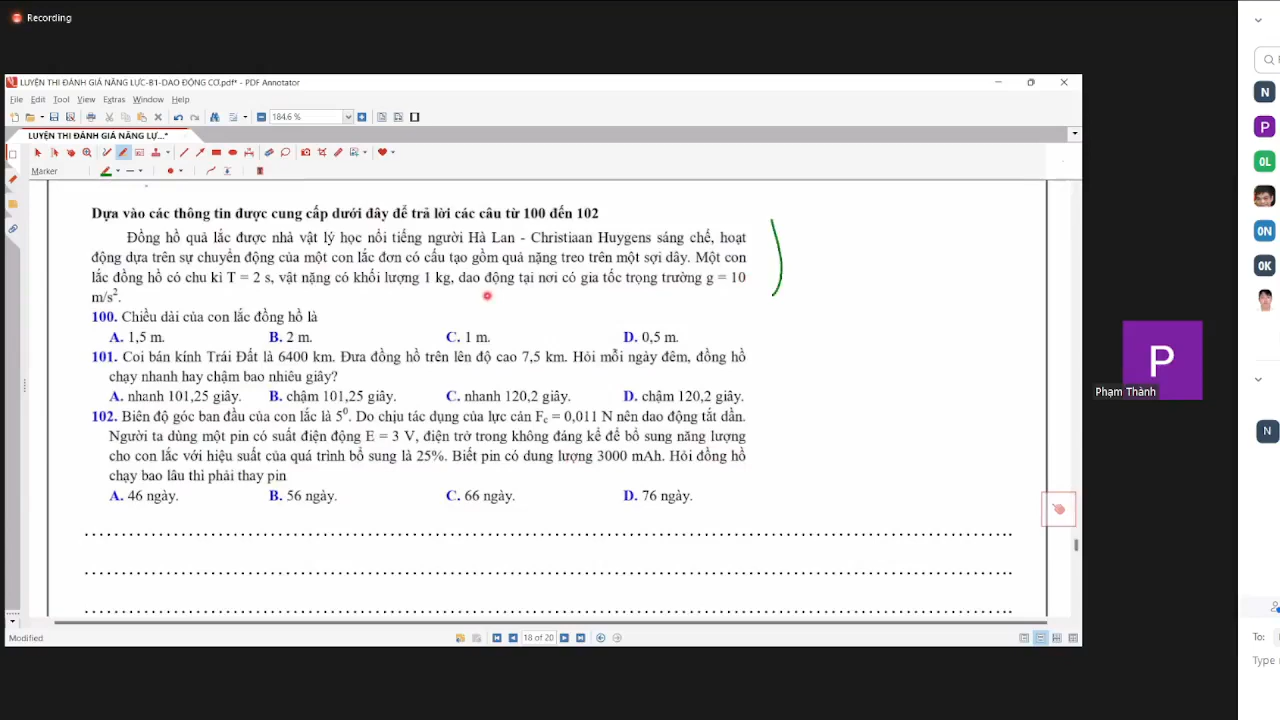 Recording
LUYỆN THI ĐÁNH GIÁ NĂNG LỰC-B1-DAO ĐỘNG CƠ.pdf* - PDF Annotator
File Edit Tool View Extras Window Help
184.6 %
LUYỆN THI ĐÁNH GIÁ NĂNG LỰ...*
Marker
Dựa vào các thông tin được cung cấp dưới đây để trả lời các câu từ 100 đến 102
Đồng hồ quả lắc được nhà vật lý học nổi tiếng người Hà Lan - Christiaan Huygens sáng chế, hoạt
động dựa trên sự chuyển động của một con lắc đơn có cấu tạo gồm quả nặng treo trên một sợi dây. Một con
lắc đồng hồ có chu kì T = 2 s, vật nặng có khối lượng 1 kg, dao động tại nơi có gia tốc trọng trường g = 10
m/s².
100. Chiều dài của con lắc đồng hồ là
A. 1,5 m. B. 2 m. C. 1 m. D. 0,5 m.
101. Coi bán kính Trái Đất là 6400 km. Đưa đồng hồ trên lên độ cao 7,5 km. Hỏi mỗi ngày đêm, đồng hồ
chạy nhanh hay chậm bao nhiêu giây?
A. nhanh 101,25 giây. B. chậm 101,25 giây. C. nhanh 120,2 giây. D. chậm 120,2 giây.
102. Biên độ góc ban đầu của con lắc là 5⁰. Do chịu tác dụng của lực cản Fc = 0,011 N nên dao động tắt dần.
Người ta dùng một pin có suất điện động E = 3 V, điện trở trong không đáng kể để bổ sung năng lượng
cho con lắc với hiệu suất của quá trình bổ sung là 25%. Biết pin có dung lượng 3000 mAh. Hỏi đồng hồ
chạy bao lâu thì phải thay pin
A. 46 ngày. B. 56 ngày. C. 66 ngày. D. 76 ngày.
Modified
18 of 20
P
Phạm Thành
N
P
0L
0N
0K
N
To:
Type